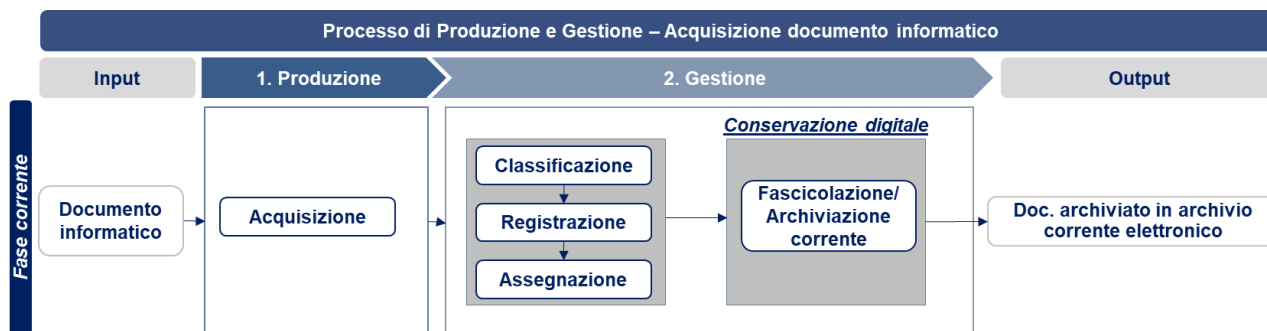 Processo di Produzione e Gestione – Acquisizione documento informatico
Input
1. Produzione
2. Gestione
Output
Fase corrente
Documento
informatico
Acquisizione
Classificazione
Registrazione
Assegnazione
Conservazione digitale
Fascicolazione/
Archiviazione
corrente
Doc. archiviato in archivio
corrente elettronico